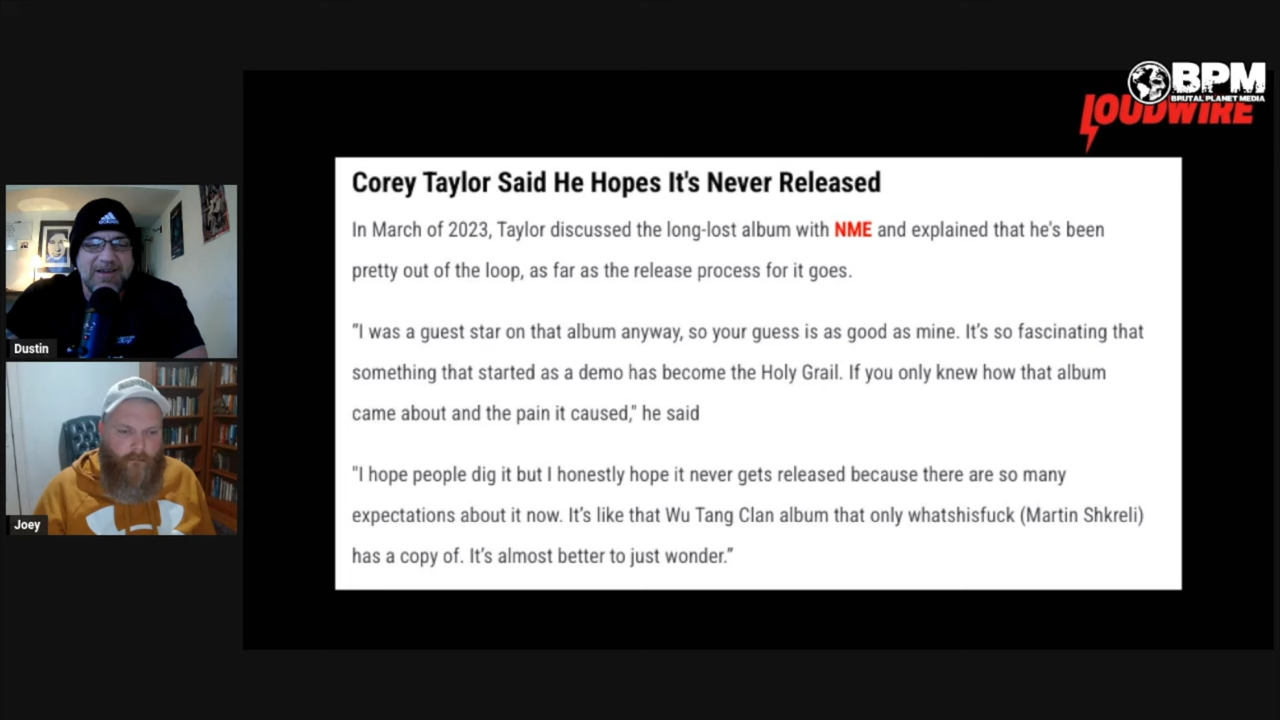 BPM
BRUTAL PLANET MEDIA
LOUDWIRE
Corey Taylor Said He Hopes It's Never Released
In March of 2023, Taylor discussed the long-lost album with NME and explained that he's been
pretty out of the loop, as far as the release process for it goes.
”I was a guest star on that album anyway, so your guess is as good as mine. It’s so fascinating that
something that started as a demo has become the Holy Grail. If you only knew how that album
came about and the pain it caused," he said
"I hope people dig it but I honestly hope it never gets released because there are so many
expectations about it now. It’s like that Wu Tang Clan album that only whatshisfuck (Martin Shkreli)
has a copy of. It’s almost better to just wonder.”
Dustin
Joey